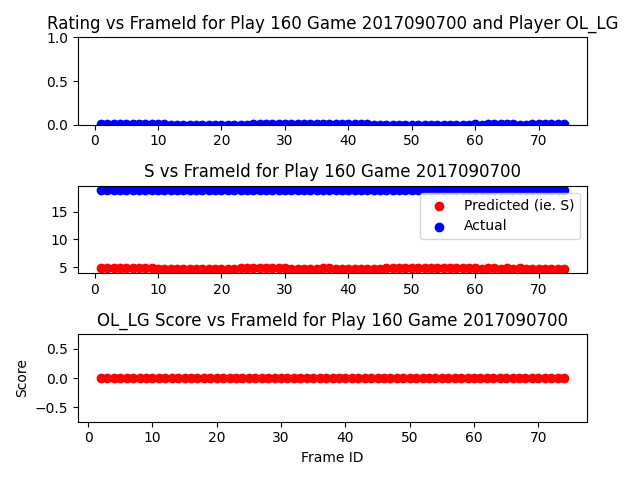 Rating vs FrameId for Play 160 Game 2017090700 and Player OL_LG
1.0
0.5
0.0
0 10 20 30 40 50 60 70
S vs FrameId for Play 160 Game 2017090700
15
10
5
Predicted (ie. S)
Actual
0 10 20 30 40 50 60 70
OL_LG Score vs FrameId for Play 160 Game 2017090700
Score
0.5
0.0
−0.5
0 10 20 30 40 50 60 70
Frame ID